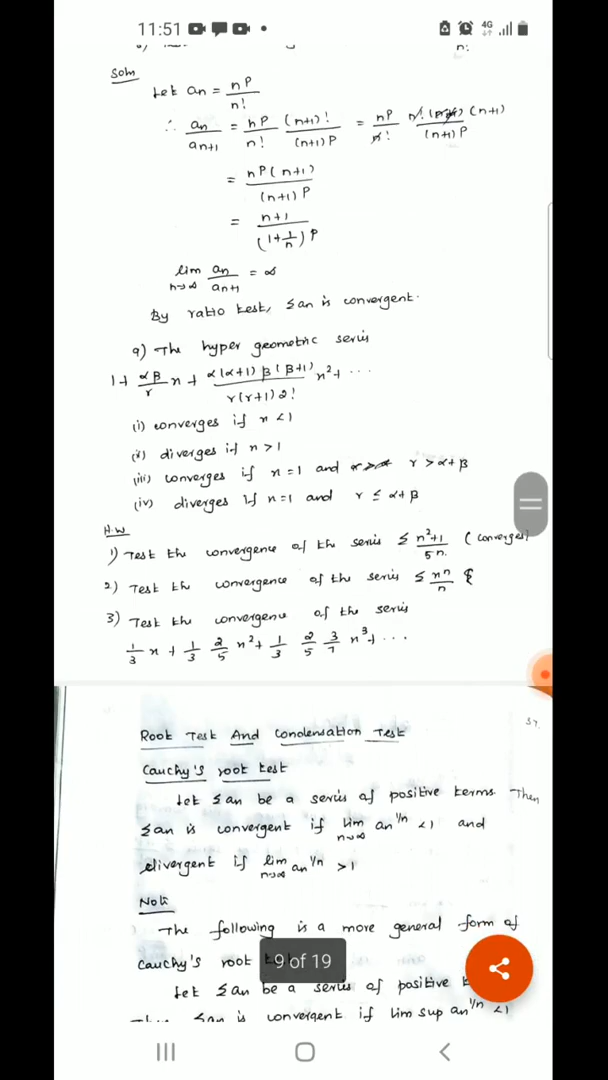 11:51
4G
n!
Soln
Let an = n^P / n!
∴ an / an+1 = n^P / n! (n+1)! / (n+1)^P = n^P / n! n! (n+1) / (n+1)^P
= n^P (n+1) / (n+1)^P
= n+1 / (1+1/n)^P
lim n→∞ an / an+1 = ∞
By ratio test, Σan is convergent.
9) The hyper geometric series
1 + αβ/r x + α(α+1) β(β+1) / r(r+1) 2! x² + ...
(i) converges if x < 1
(ii) diverges if x > 1
(iii) converges if x = 1 and r > α+β
(iv) diverges if x = 1 and r ≤ α+β
H.W
1) Test the convergence of the series Σ n²+1 / 5n. (converges)
2) Test the convergence of the series Σ xⁿ / n
3) Test the convergence of the series
1/3 x + 1/3 2/5 x² + 1/3 2/5 3/7 x³ + ...
37.
Root Test And Condensation Test
Cauchy's root test
Let Σan be a series of positive terms Then
Σan is convergent if lim n→∞ an^1/n < 1 and
divergent if lim n→∞ an^1/n > 1
Note
The following is a more general form of
Cauchy's root
9 of 19
Let Σan be a series of positive
Σan is convergent if lim sup an^1/n < 1